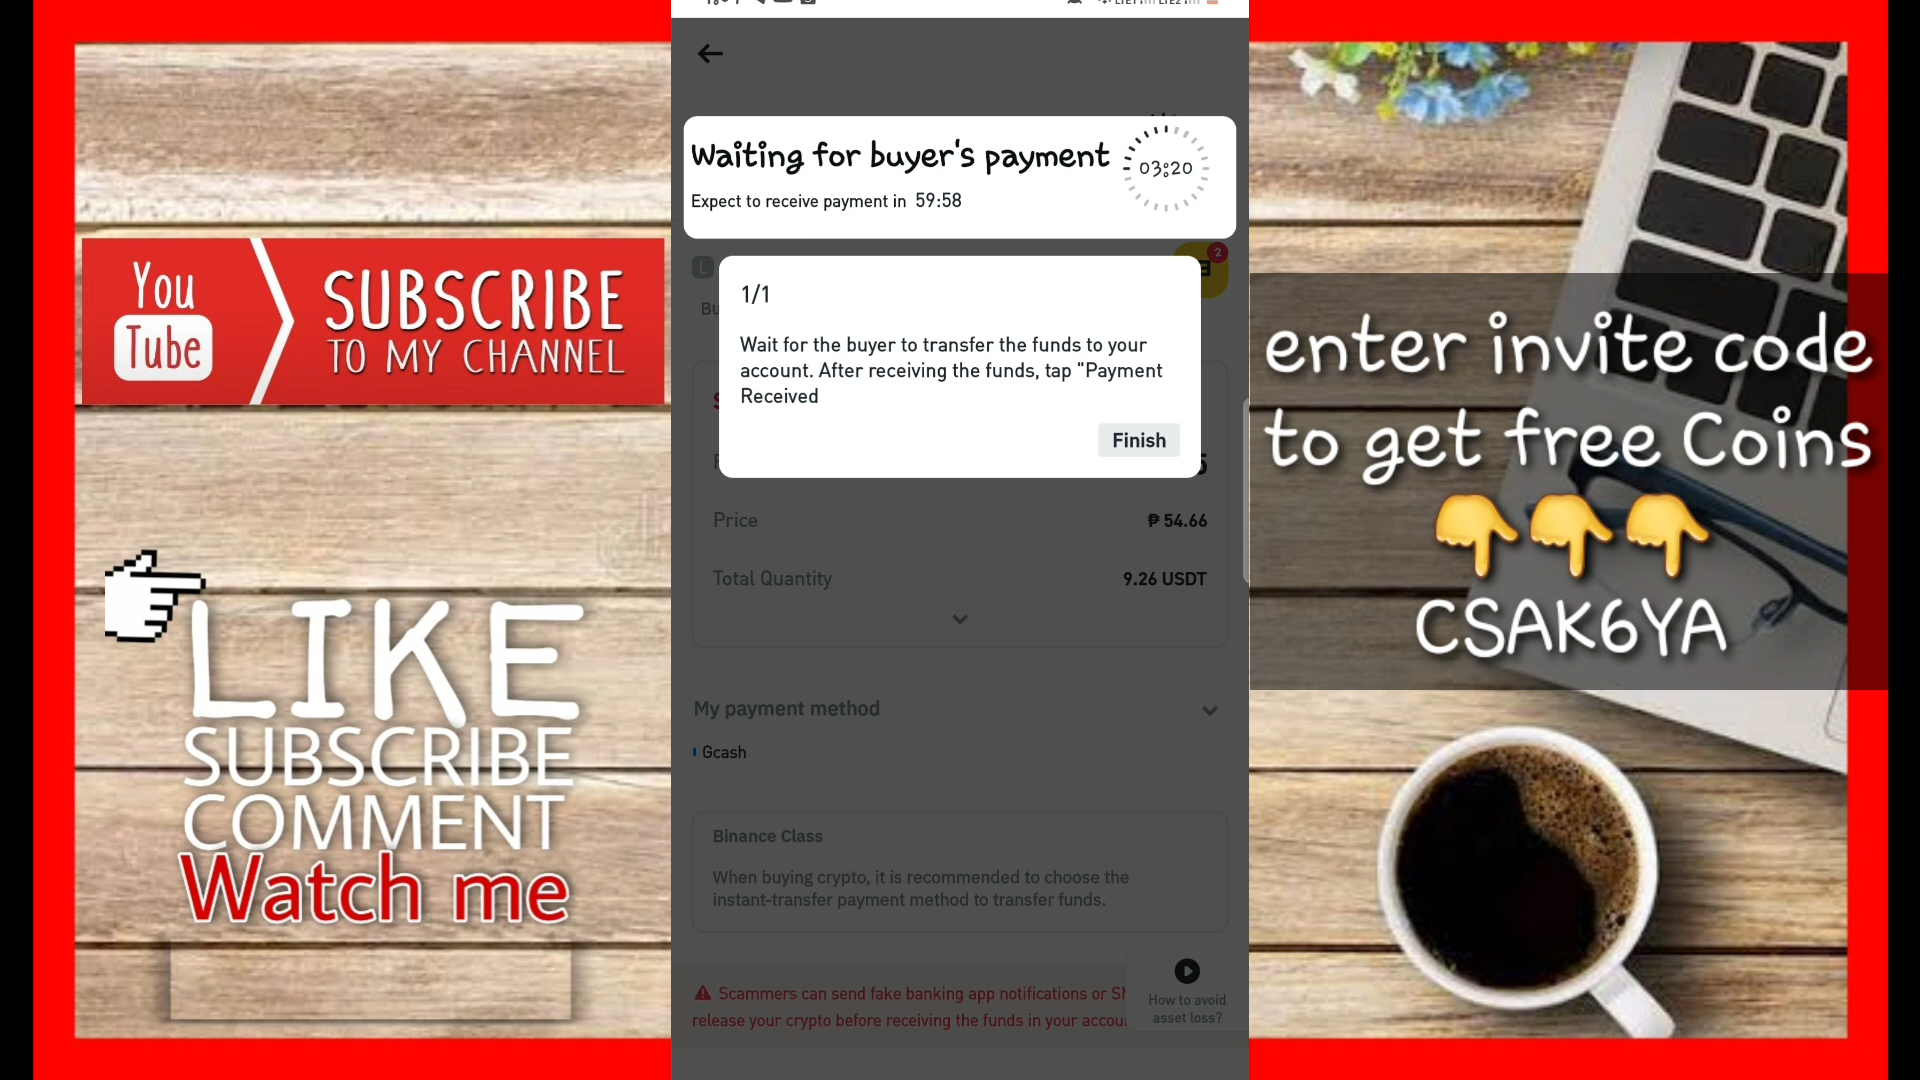 You
Tube
SUBSCRIBE
TO MY CHANNEL
LIKE
SUBSCRIBE
COMMENT
Watch me
Waiting for buyer's payment
03:20
Expect to receive payment in 59:58
2
L
Bu
1/1
Wait for the buyer to transfer the funds to your
account. After receiving the funds, tap "Payment
Received
Finish
Price
₱ 54.66
Total Quantity
9.26 USDT
My payment method
Gcash
Binance Class
When buying crypto, it is recommended to choose the
instant-transfer payment method to transfer funds.
Scammers can send fake banking app notifications or
release your crypto before receiving the funds in your
How to avoid
asset loss?
enter invite code
to get free Coins
👇👇👇
CSAK6YA